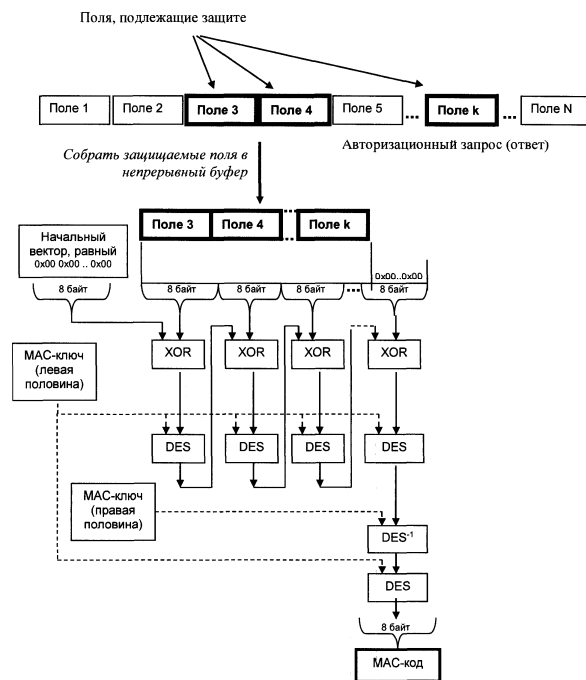 Поля, подлежащие защите
Поле 1 Поле 2 Поле 3 Поле 4 Поле 5 ... Поле k ... Поле N
Авторизационный запрос (ответ)
Собрать защищаемые поля в
непрерывный буфер
Поле 3 Поле 4 ... Поле k
Начальный
вектор, равный
0x00 0x00 .. 0x00
0x00..0x00
8 байт 8 байт 8 байт 8 байт ... 8 байт
XOR XOR XOR XOR
МАС-ключ
(левая
половина)
DES DES DES DES
МАС-ключ
(правая
половина)
DES⁻¹
DES
8 байт
МАС-код